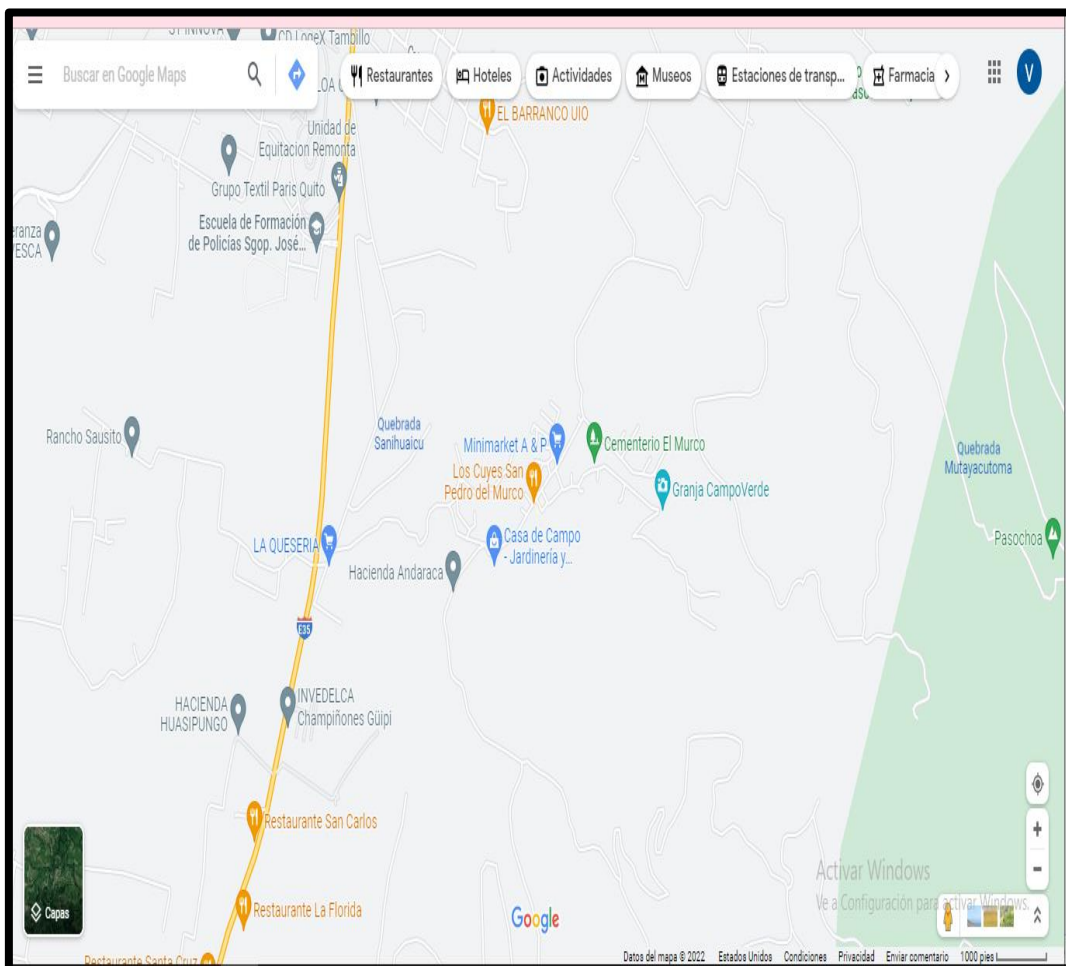 CD LogeX Tambillo
Buscar en Google Maps
Restaurantes
Hoteles
Actividades
Museos
Estaciones de transp...
Farmacia
V
EL BARRANCO UIO
Unidad de
Equitacion Remonta
Grupo Textil Paris Quito
Escuela de Formación
de Policías Sgop. José...
Rancho Sausito
Quebrada
Sanihuaicu
Minimarket A & P
Cementerio El Murco
Los Cuyes San
Pedro del Murco
Granja CampoVerde
Quebrada
Mutayacutoma
Pasochoa
LA QUESERIA
Casa de Campo
- Jardinería y...
Hacienda Andaraca
E35
HACIENDA
HUASIPUNGO
INVEDELCA
Champiñones Güipi
Restaurante San Carlos
Restaurante La Florida
Restaurante Santa Cruz
Capas
Google
Activar Windows
Ve a Configuración para activar Windows.
Datos del mapa © 2022 Estados Unidos Condiciones Privacidad Enviar comentario 1000 pies